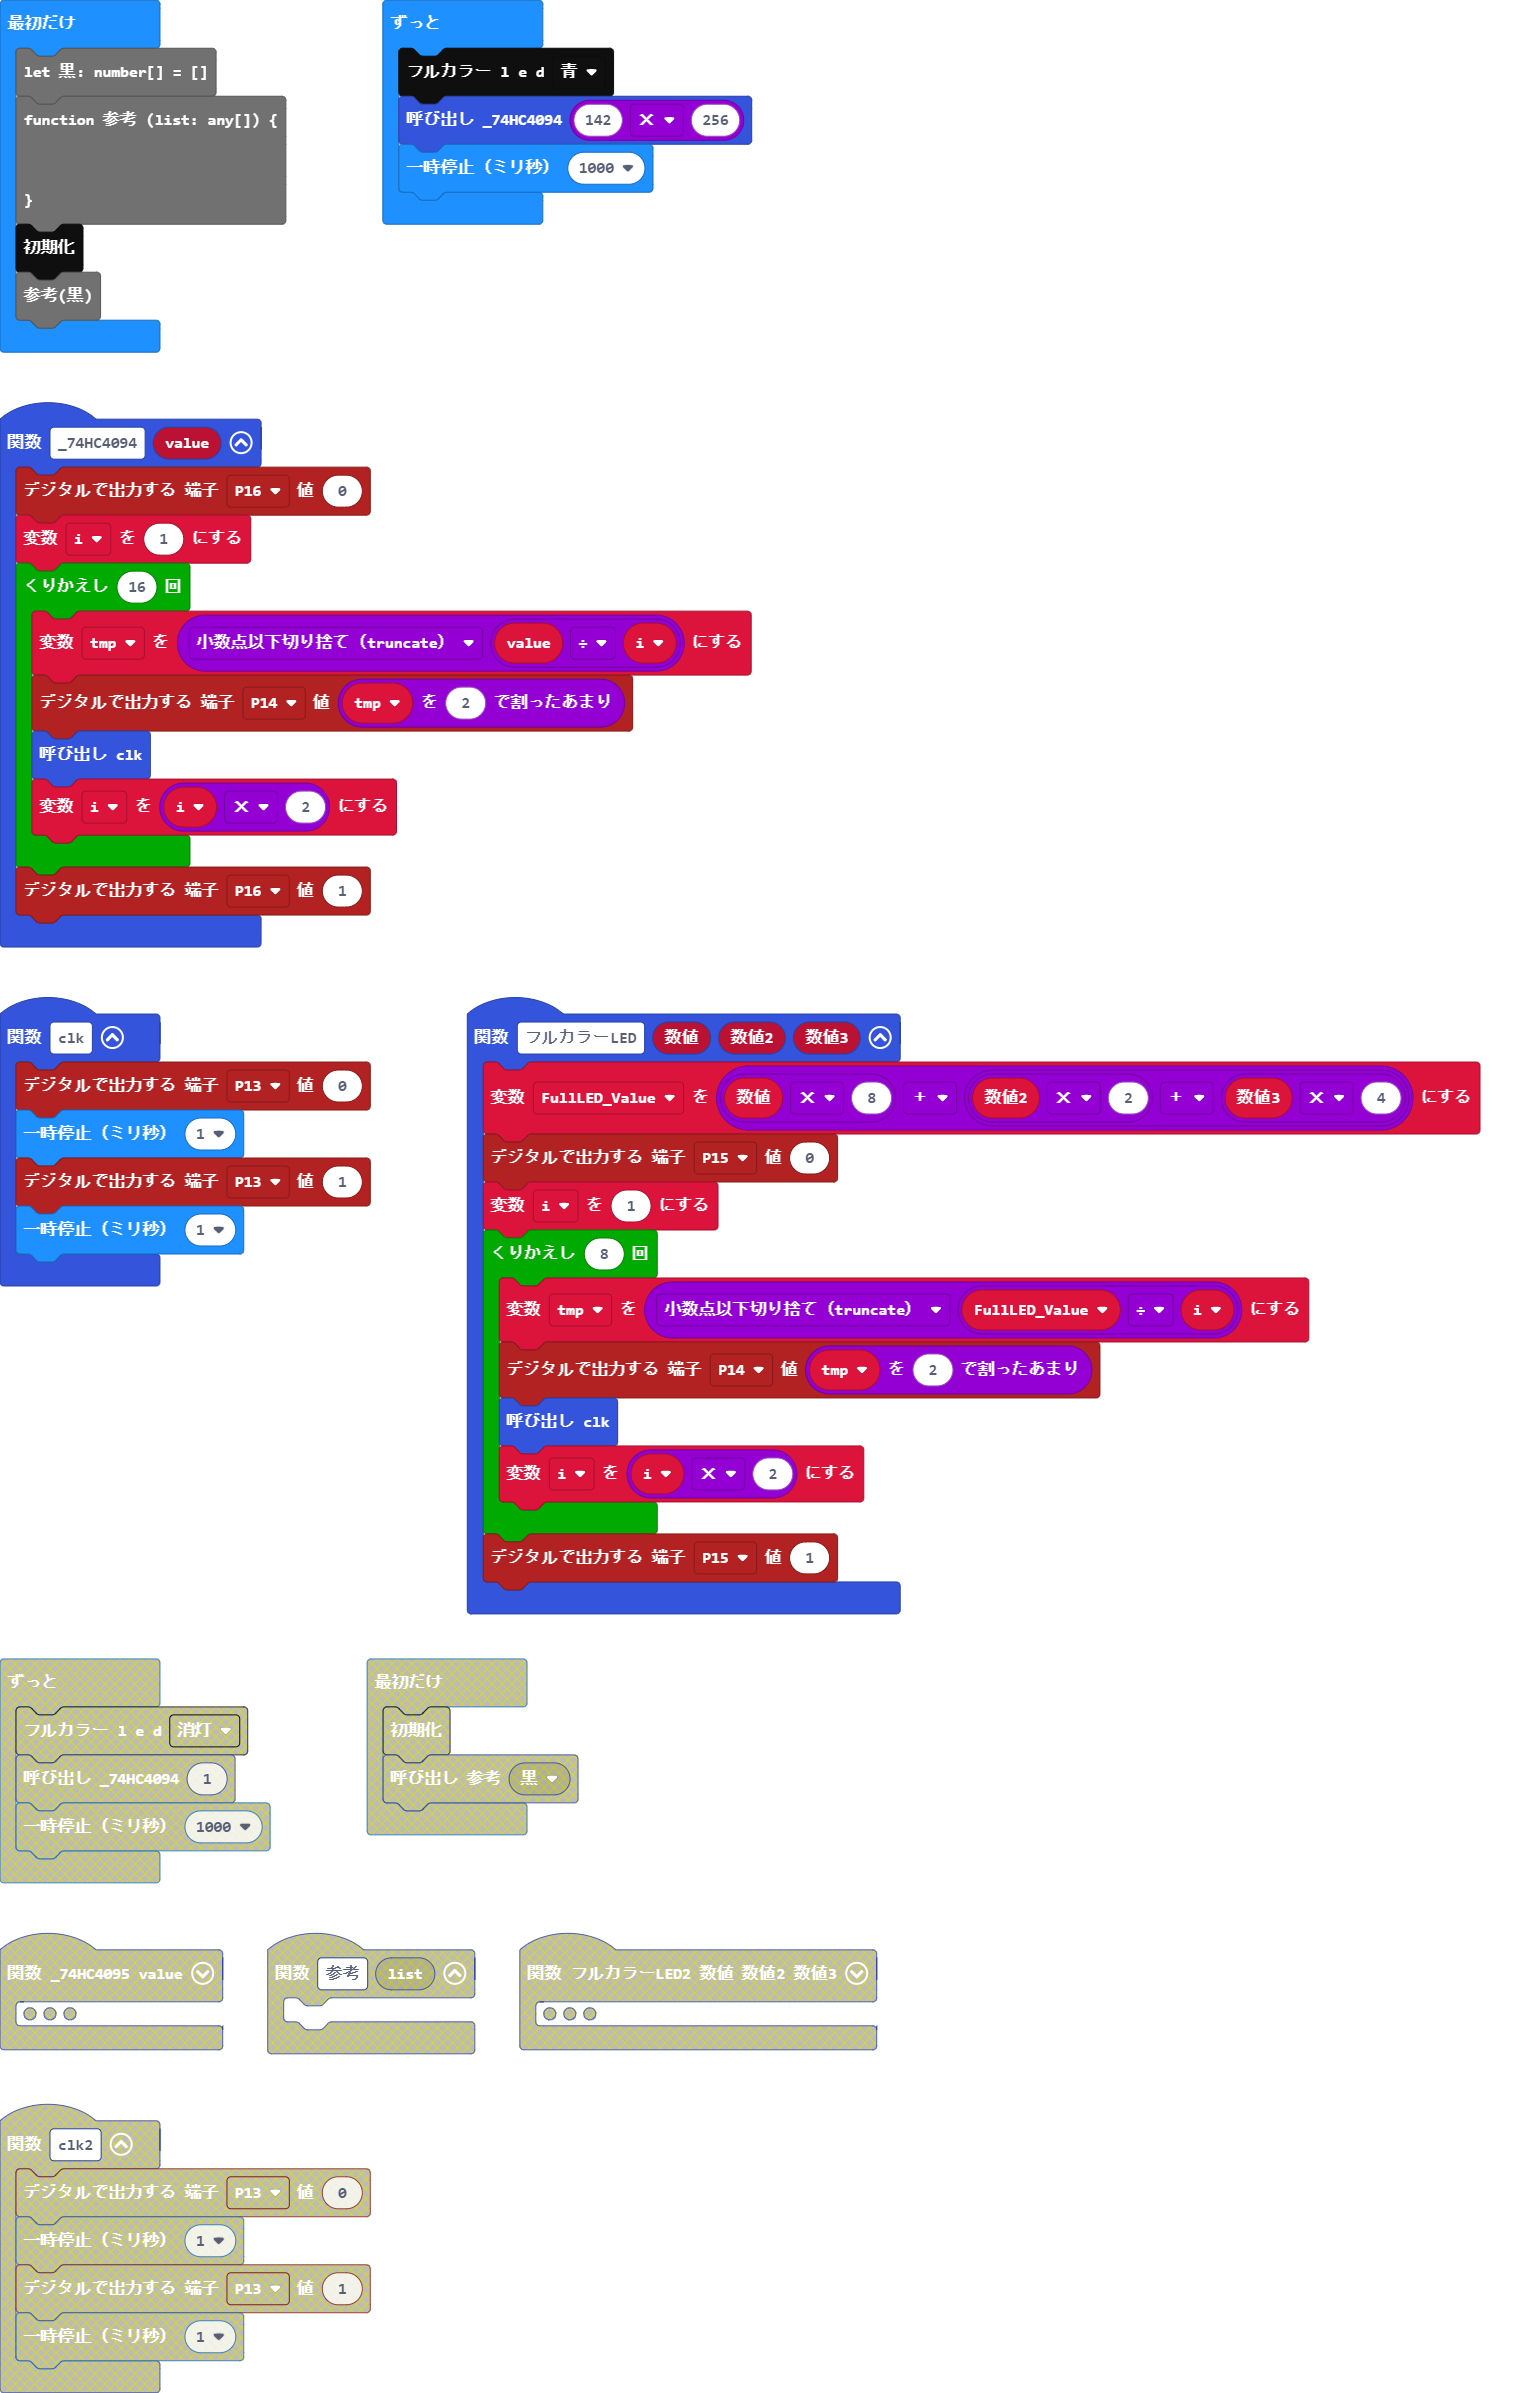 最初だけ
let 黒: number[] = []
function 参考 (list: any[]) {
}
初期化
参考(黒)
ずっと
フルカラー l e d 青
呼び出し _74HC4094 142 × 256
一時停止（ミリ秒） 1000
関数 _74HC4094 value
デジタルで出力する 端子 P16 値 0
変数 i を 1 にする
くりかえし 16 回
変数 tmp を 小数点以下切り捨て（truncate） value ÷ i にする
デジタルで出力する 端子 P14 値 tmp を 2 で割ったあまり
呼び出し clk
変数 i を i × 2 にする
デジタルで出力する 端子 P16 値 1
関数 clk
デジタルで出力する 端子 P13 値 0
一時停止（ミリ秒） 1
デジタルで出力する 端子 P13 値 1
一時停止（ミリ秒） 1
関数 フルカラーLED 数値 数値2 数値3
変数 FullLED_Value を 数値 × 8 + 数値2 × 2 + 数値3 × 4 にする
デジタルで出力する 端子 P15 値 0
変数 i を 1 にする
くりかえし 8 回
変数 tmp を 小数点以下切り捨て（truncate） FullLED_Value ÷ i にする
デジタルで出力する 端子 P14 値 tmp を 2 で割ったあまり
呼び出し clk
変数 i を i × 2 にする
デジタルで出力する 端子 P15 値 1
ずっと
フルカラー l e d 消灯
呼び出し _74HC4094 1
一時停止（ミリ秒） 1000
最初だけ
初期化
呼び出し 参考 黒
関数 _74HC4095 value
関数 参考 list
関数 フルカラーLED2 数値 数値2 数値3
関数 clk2
デジタルで出力する 端子 P13 値 0
一時停止（ミリ秒） 1
デジタルで出力する 端子 P13 値 1
一時停止（ミリ秒） 1